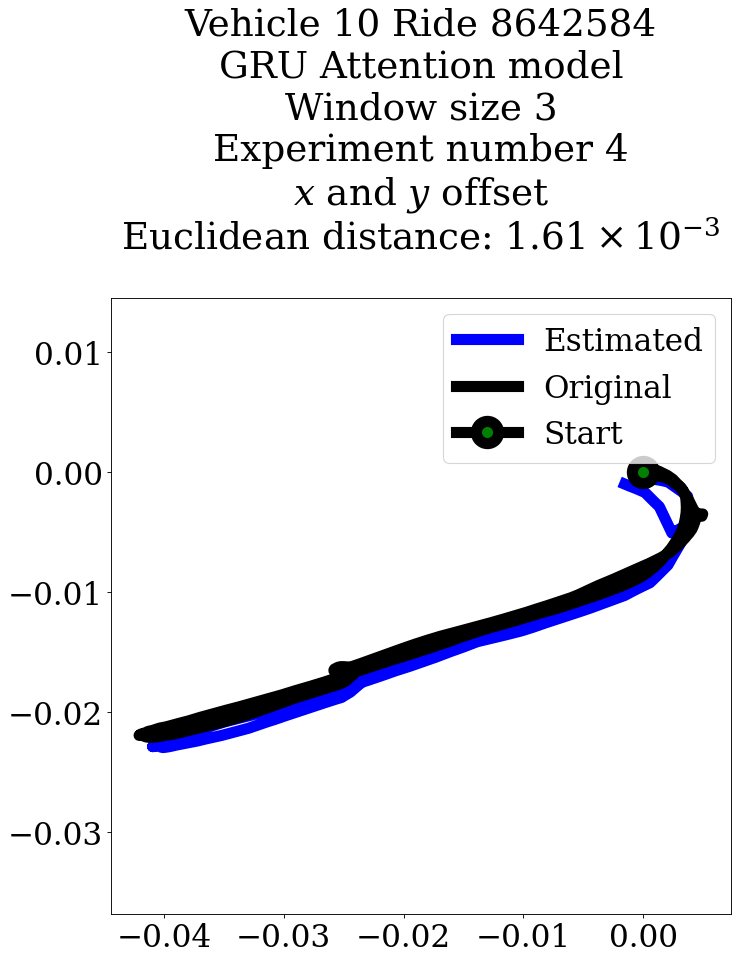 Vehicle 10 Ride 8642584
GRU Attention model
Window size 3
Experiment number 4
x and y offset
Euclidean distance: 1.61 × 10⁻³
Estimated
Original
Start
0.01
0.00
−0.01
−0.02
−0.03
−0.04 −0.03 −0.02 −0.01 0.00